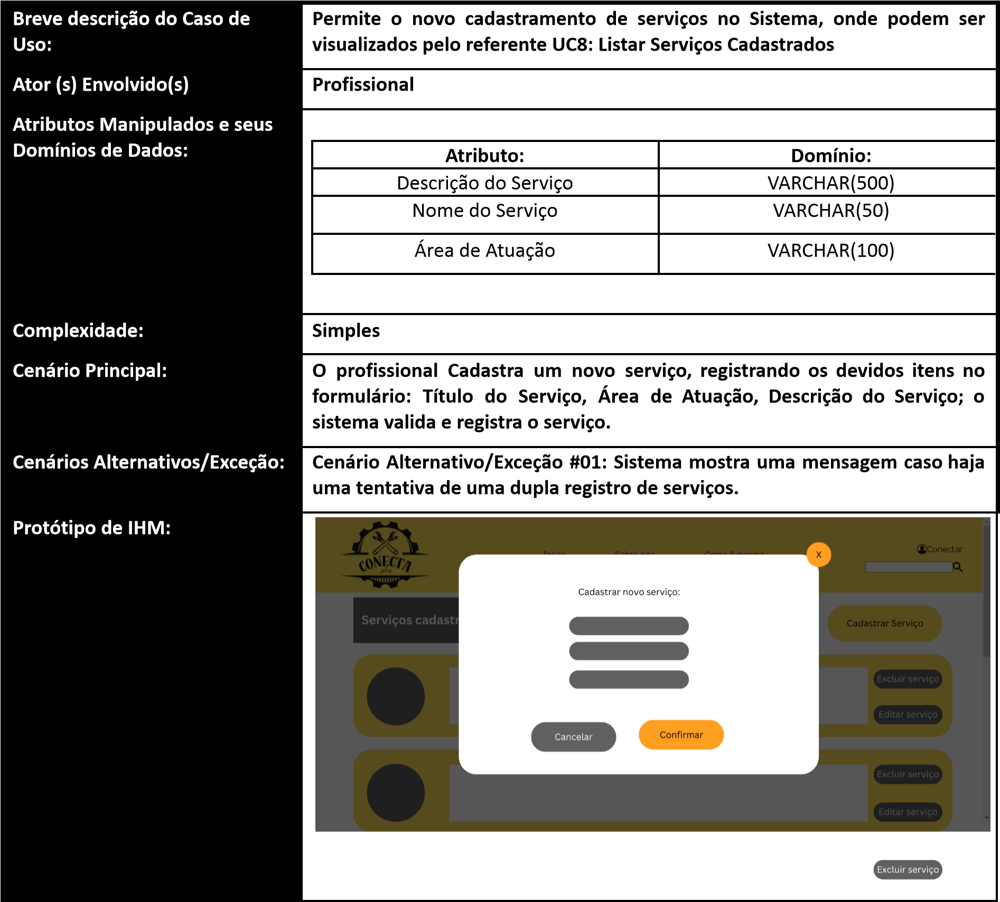 Breve descrição do Caso de
Uso:
Permite o novo cadastramento de serviços no Sistema, onde podem ser
visualizados pelo referente UC8: Listar Serviços Cadastrados
Ator (s) Envolvido(s)
Profissional
Atributos Manipulados e seus
Domínios de Dados:
Atributo: Domínio:
Descrição do Serviço VARCHAR(500)
Nome do Serviço VARCHAR(50)
Área de Atuação VARCHAR(100)
Complexidade:
Simples
Cenário Principal:
O profissional Cadastra um novo serviço, registrando os devidos itens no
formulário: Título do Serviço, Área de Atuação, Descrição do Serviço; o
sistema valida e registra o serviço.
Cenários Alternativos/Exceção:
Cenário Alternativo/Exceção #01: Sistema mostra uma mensagem caso haja
uma tentativa de uma dupla registro de serviços.
Protótipo de IHM:
CONECTA
plus
Inicio Sobre nós Como funciona
Conectar
X
Cadastrar novo serviço:
Serviços cadastr
Cadastrar Serviço
Excluir serviço
Editar serviço
Cancelar
Confirmar
Excluir serviço
Editar serviço
Excluir serviço